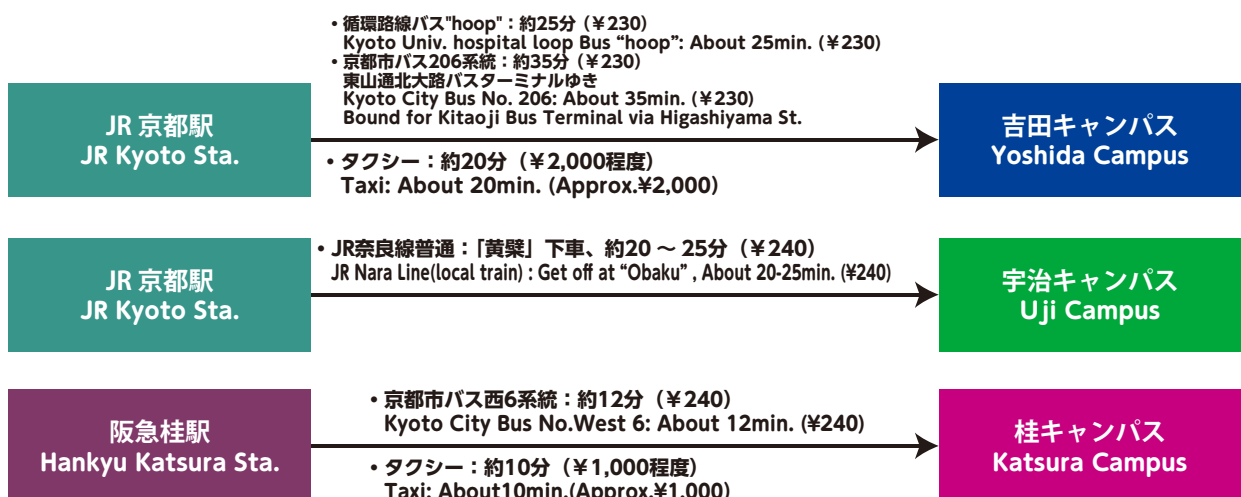 ・循環路線バス"hoop"：約25分（¥230）
Kyoto Univ. hospital loop Bus “hoop”: About 25min. (¥230)
・京都市バス206系統：約35分（¥230）
東山通北大路バスターミナルゆき
Kyoto City Bus No. 206: About 35min. (¥230)
Bound for Kitaoji Bus Terminal via Higashiyama St.
JR 京都駅
JR Kyoto Sta.
吉田キャンパス
Yoshida Campus
・タクシー：約20分（¥2,000程度）
Taxi: About 20min. (Approx.¥2,000)
・JR奈良線普通：「黄檗」下車、約20 ～ 25分（¥240）
JR Nara Line(local train) : Get off at “Obaku” , About 20-25min. (¥240)
JR 京都駅
JR Kyoto Sta.
宇治キャンパス
Uji Campus
・京都市バス西6系統：約12分（¥240）
Kyoto City Bus No.West 6: About 12min. (¥240)
阪急桂駅
Hankyu Katsura Sta.
桂キャンパス
Katsura Campus
・タクシー：約10分（¥1,000程度）
Taxi: About10min.(Approx.¥1,000)